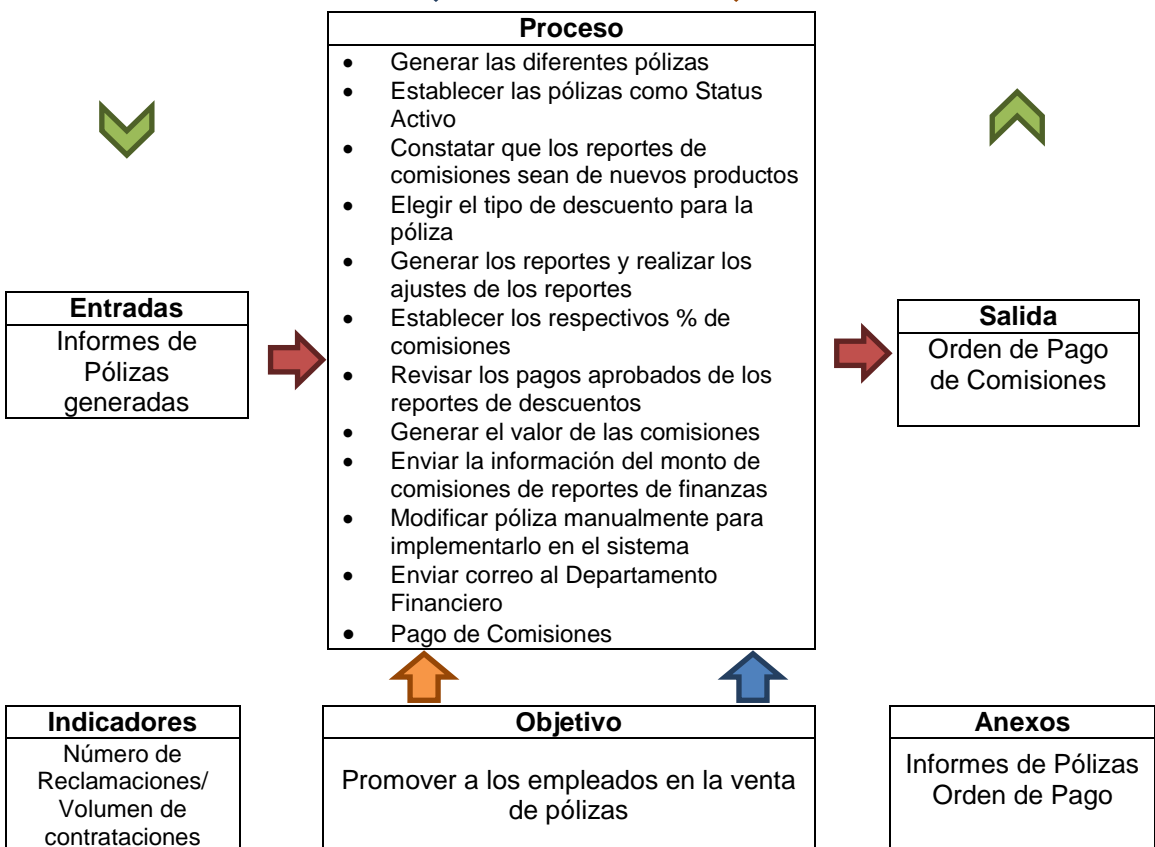 Proceso
• Generar las diferentes pólizas
• Establecer las pólizas como Status
Activo
• Constatar que los reportes de
comisiones sean de nuevos productos
• Elegir el tipo de descuento para la
póliza
• Generar los reportes y realizar los
ajustes de los reportes
• Establecer los respectivos % de
comisiones
• Revisar los pagos aprobados de los
reportes de descuentos
• Generar el valor de las comisiones
• Enviar la información del monto de
comisiones de reportes de finanzas
• Modificar póliza manualmente para
implementarlo en el sistema
• Enviar correo al Departamento
Financiero
• Pago de Comisiones
Entradas
Informes de
Pólizas
generadas
Salida
Orden de Pago
de Comisiones
Indicadores
Número de
Reclamaciones/
Volumen de
contrataciones
Objetivo
Promover a los empleados en la venta
de pólizas
Anexos
Informes de Pólizas
Orden de Pago